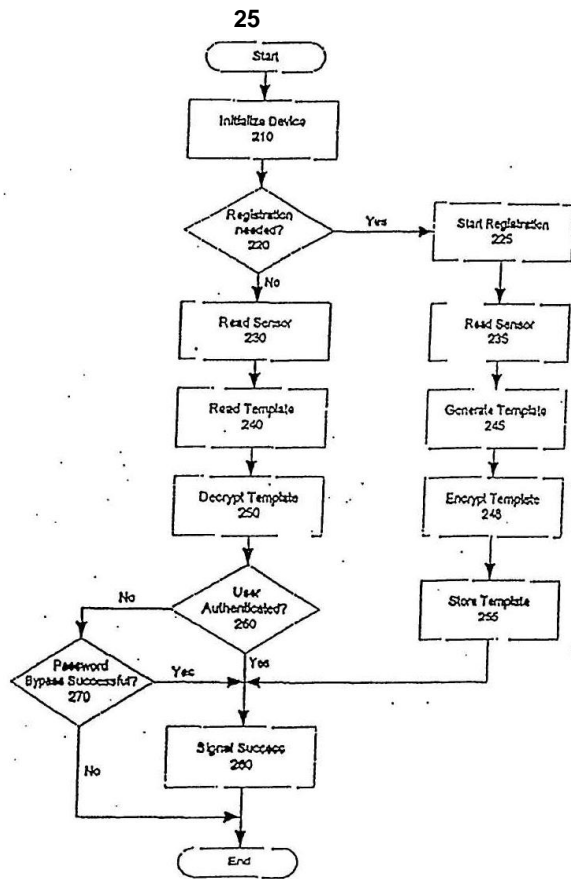 25
Start
Initialize Device
210
Registration
needed?
220
Yes
Start Registration
225
No
Read Sensor
230
Read Sensor
235
Read Template
240
Generate Template
245
Decrypt Template
250
Encrypt Template
248
User
Authenticated?
260
No
Store Template
255
Password
Bypass Successful?
270
Yes
Yes
Signal Success
280
No
End